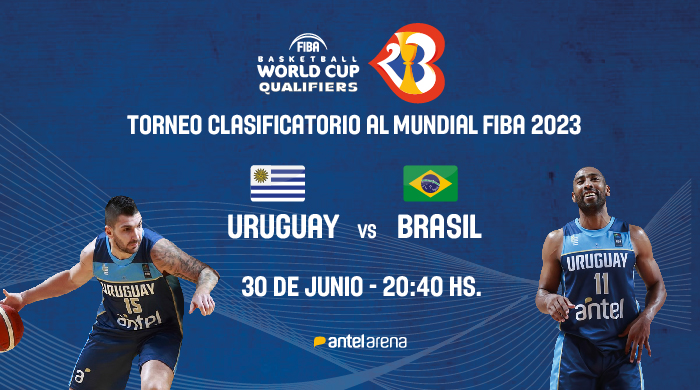 FIBA
BASKETBALL
WORLD CUP
QUALIFIERS
23
TORNEO CLASIFICATORIO AL MUNDIAL FIBA 2023
URUGUAY vs BRASIL
30 DE JUNIO - 20:40 HS.
antel arena
URUGUAY
15
antel
URUGUAY
11
antel